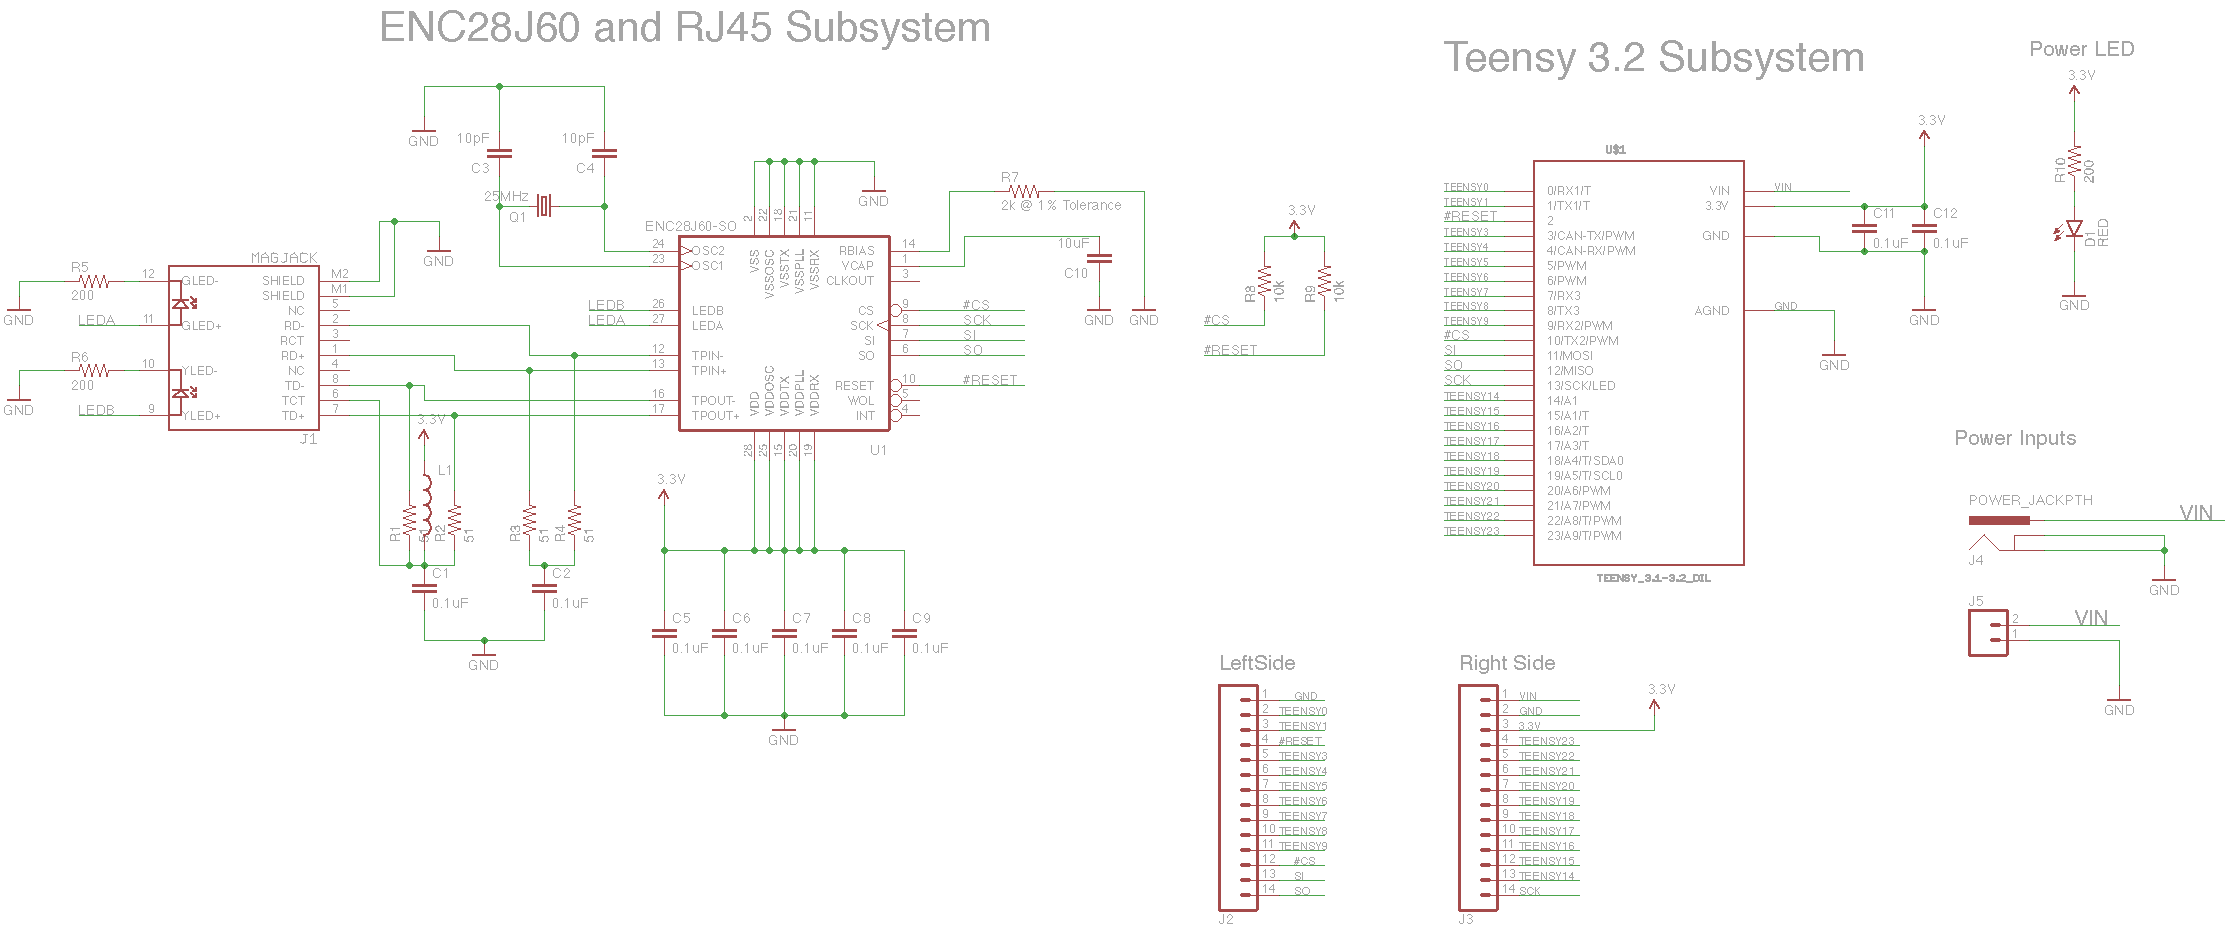 ENC28J60 and RJ45 Subsystem
GND
10pF
C3
10pF
C4
25MHz
Q1
GND
MAGJACK
R5
200
GND
LEDA
R6
200
GND
LEDB
12
11
10
9
GLED-
GLED+
YLED-
YLED+
SHIELD
SHIELD
NC
RD-
RCT
RD+
NC
TD-
TCT
TD+
M2
M1
5
2
3
1
4
8
6
7
J1
3.3V
L1
R1
51
R2
51
R3
51
R4
51
C1
0.1uF
C2
0.1uF
GND
ENC28J60-SO
2
22
18
21
11
GND
VSS
VSSOSC
VSSTX
VSSPLL
VSSRX
24
23
LEDB
LEDA
26
27
12
13
16
17
OSC2
OSC1
LEDB
LEDA
TPIN-
TPIN+
TPOUT-
TPOUT+
VDD
VDDOSC
VDDTX
VDDPLL
VDDRX
RBIAS
VCAP
CLKOUT
CS
SCK
SI
SO
RESET
WOL
INT
14
1
3
9
8
7
6
10
5
4
#CS
SCK
SI
SO
#RESET
28
25
15
20
19
U1
R7
2k @ 1% Tolerance
10uF
C10
GND
GND
3.3V
C5
0.1uF
C6
0.1uF
C7
0.1uF
C8
0.1uF
C9
0.1uF
GND
3.3V
R8
10k
R9
10k
#CS
#RESET
Teensy 3.2 Subsystem
U$1
TEENSY0
TEENSY1
#RESET
TEENSY3
TEENSY4
TEENSY5
TEENSY6
TEENSY7
TEENSY8
TEENSY9
#CS
SI
SO
SCK
TEENSY14
TEENSY15
TEENSY16
TEENSY17
TEENSY18
TEENSY19
TEENSY20
TEENSY21
TEENSY22
TEENSY23
0/RX1/T
1/TX1/T
2
3/CAN-TX/PWM
4/CAN-RX/PWM
5/PWM
6/PWM
7/RX3
8/TX3
9/RX2/PWM
10/TX2/PWM
11/MOSI
12/MISO
13/SCK/LED
14/A1
15/A1/T
16/A2/T
17/A3/T
18/A4/T/SDA0
19/A5/T/SCL0
20/A6/PWM
21/A7/PWM
22/A8/T/PWM
23/A9/T/PWM
VIN
3.3V
GND
AGND
VIN
GND
TEENSY_3.1-3.2_DIL
3.3V
C11
0.1uF
C12
0.1uF
GND
GND
Power LED
3.3V
R10
200
D1
RED
GND
Power Inputs
POWER_JACKPTH
VIN
J4
GND
J5
2
1
VIN
GND
LeftSide
1 GND
2 TEENSY0
3 TEENSY1
4 #RESET
5 TEENSY3
6 TEENSY4
7 TEENSY5
8 TEENSY6
9 TEENSY7
10 TEENSY8
11 TEENSY9
12 #CS
13 SI
14 SO
J2
Right Side
1 VIN
2 GND
3 3.3V
4 TEENSY23
5 TEENSY22
6 TEENSY21
7 TEENSY20
8 TEENSY19
9 TEENSY18
10 TEENSY17
11 TEENSY16
12 TEENSY15
13 TEENSY14
14 SCK
J3
3.3V